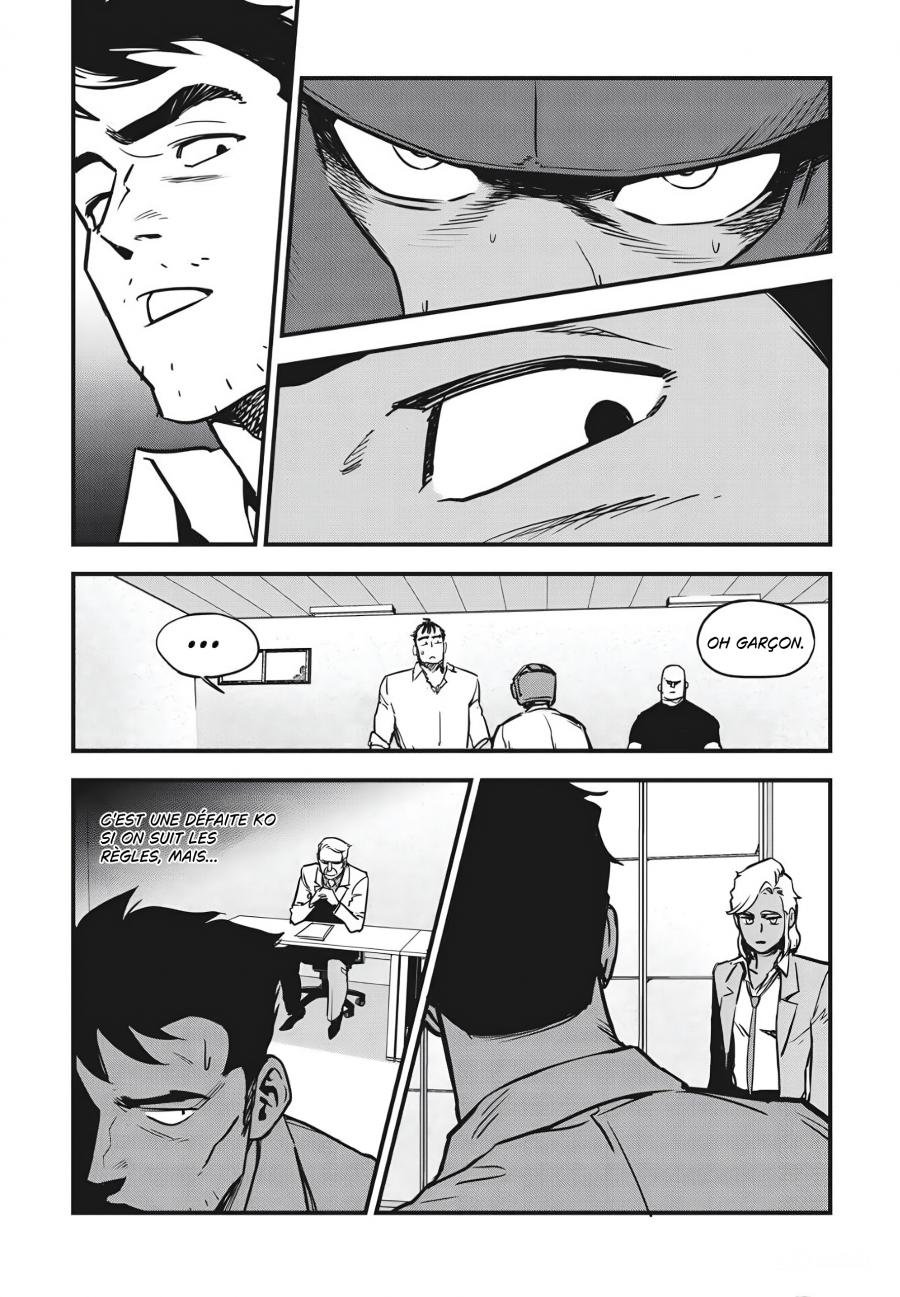 ...
OH GARÇON.
C'EST UNE DÉFAITE KO
SI ON SUIT LES
RÈGLES, MAIS...